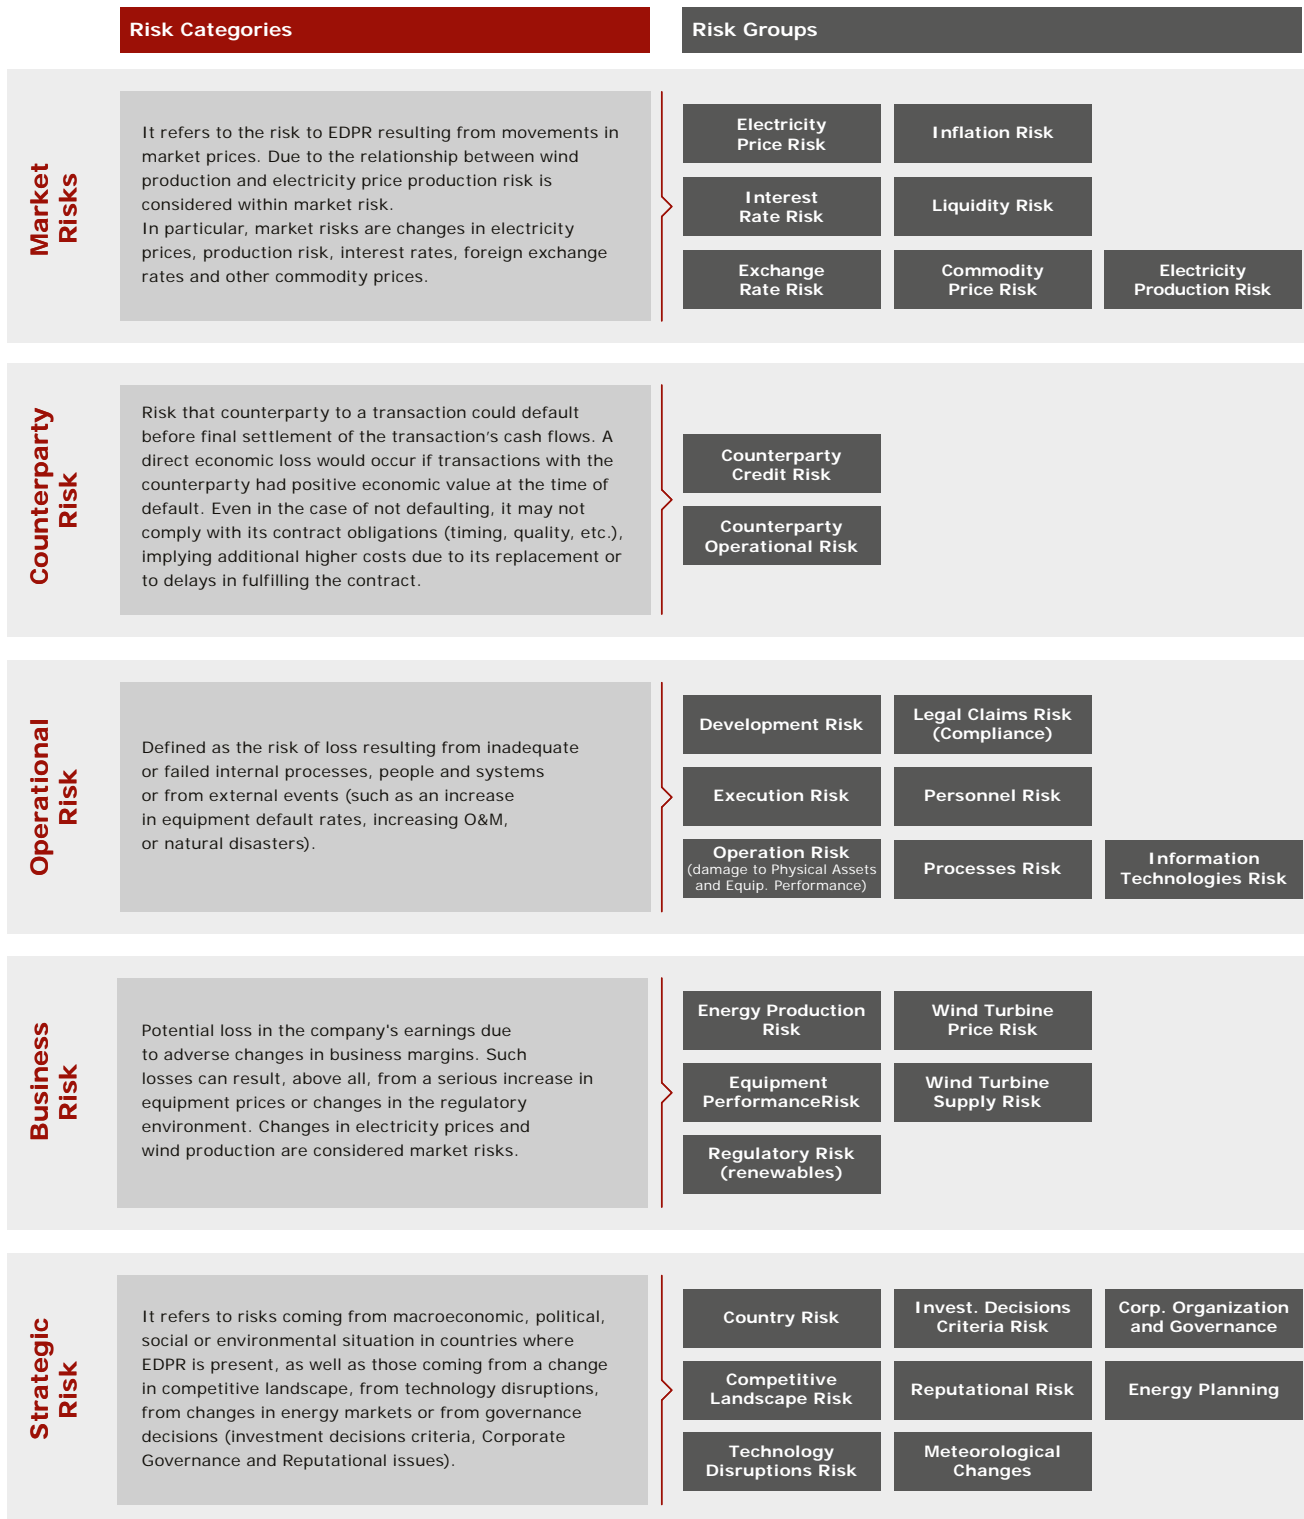 Risk Categories
Risk Groups
Market
Risks
It refers to the risk to EDPR resulting from movements in
market prices. Due to the relationship between wind
production and electricity price production risk is
considered within market risk.
In particular, market risks are changes in electricity
prices, production risk, interest rates, foreign exchange
rates and other commodity prices.
Electricity
Price Risk
Inflation Risk
Interest
Rate Risk
Liquidity Risk
Exchange
Rate Risk
Commodity
Price Risk
Electricity
Production Risk
Counterparty
Risk
Risk that counterparty to a transaction could default
before final settlement of the transaction's cash flows. A
direct economic loss would occur if transactions with the
counterparty had positive economic value at the time of
default. Even in the case of not defaulting, it may not
comply with its contract obligations (timing, quality, etc.),
implying additional higher costs due to its replacement or
to delays in fulfilling the contract.
Counterparty
Credit Risk
Counterparty
Operational Risk
Operational
Risk
Defined as the risk of loss resulting from inadequate
or failed internal processes, people and systems
or from external events (such as an increase
in equipment default rates, increasing O&M,
or natural disasters).
Development Risk
Legal Claims Risk
(Compliance)
Execution Risk
Personnel Risk
Operation Risk
(damage to Physical Assets
and Equip. Performance)
Processes Risk
Information
Technologies Risk
Business
Risk
Potential loss in the company's earnings due
to adverse changes in business margins. Such
losses can result, above all, from a serious increase in
equipment prices or changes in the regulatory
environment. Changes in electricity prices and
wind production are considered market risks.
Energy Production
Risk
Wind Turbine
Price Risk
Equipment
PerformanceRisk
Wind Turbine
Supply Risk
Regulatory Risk
(renewables)
Strategic
Risk
It refers to risks coming from macroeconomic, political,
social or environmental situation in countries where
EDPR is present, as well as those coming from a change
in competitive landscape, from technology disruptions,
from changes in energy markets or from governance
decisions (investment decisions criteria, Corporate
Governance and Reputational issues).
Country Risk
Invest. Decisions
Criteria Risk
Corp. Organization
and Governance
Competitive
Landscape Risk
Reputational Risk
Energy Planning
Technology
Disruptions Risk
Meteorological
Changes